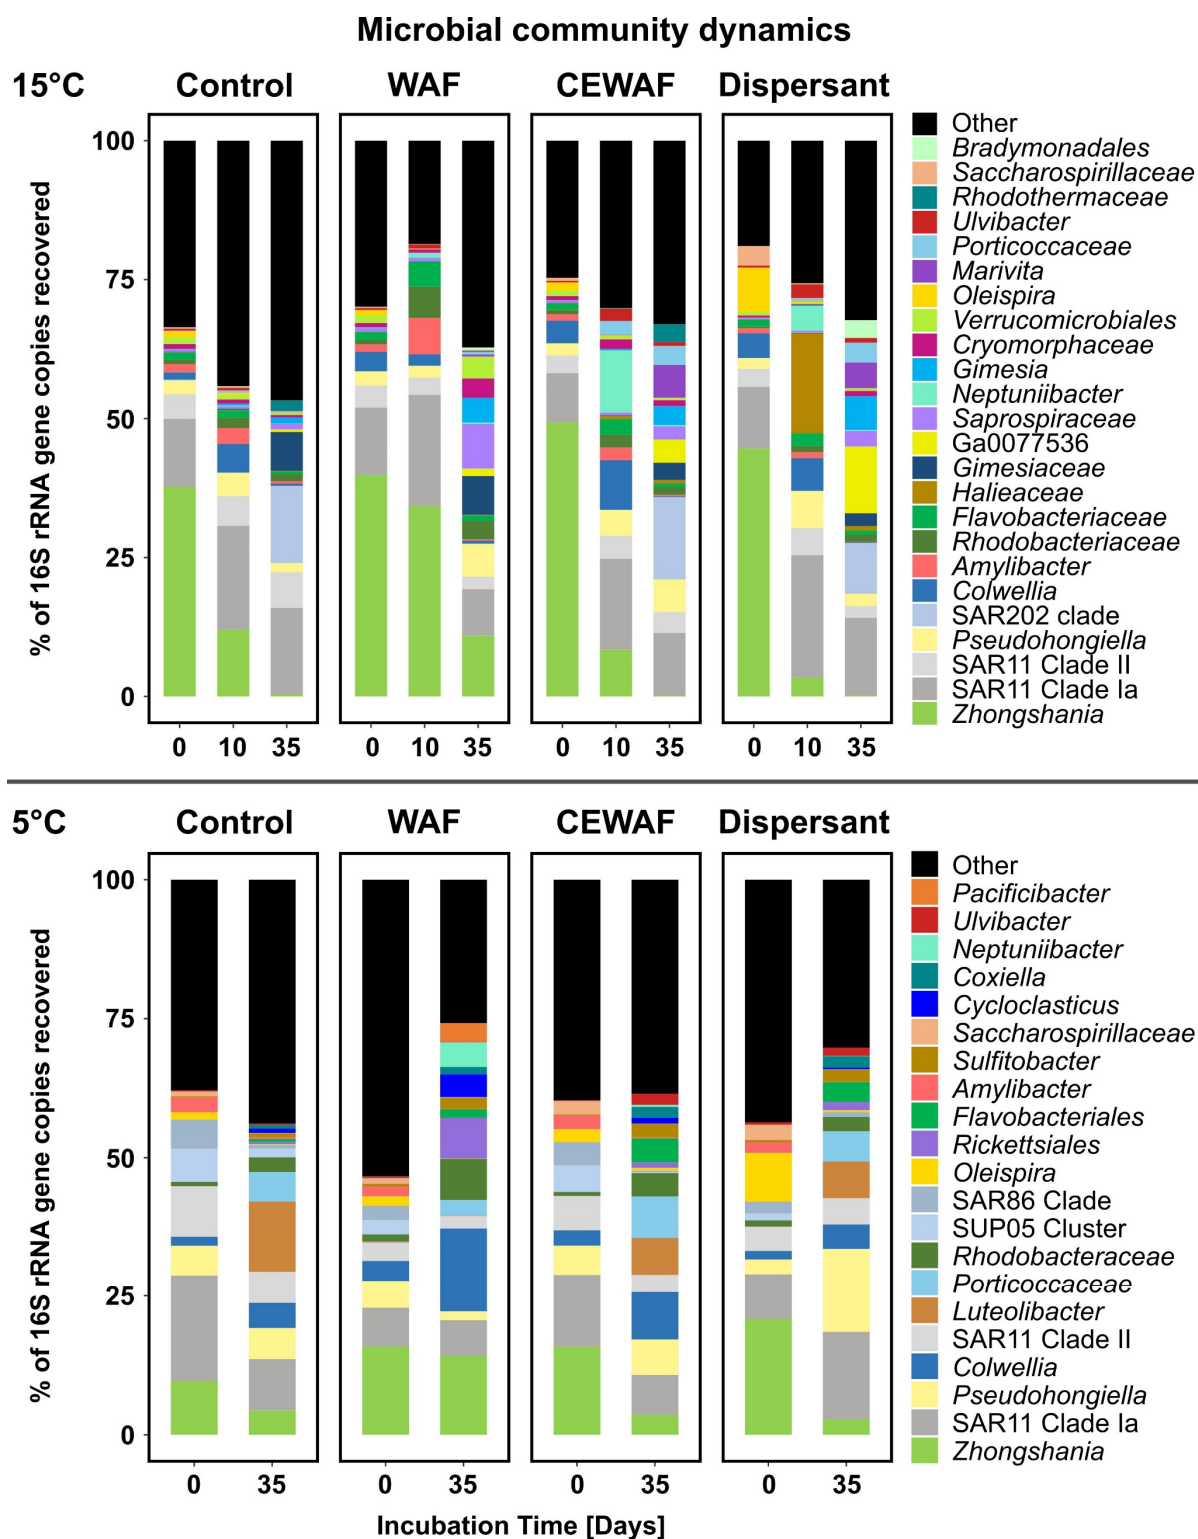 Microbial community dynamics
15°C
Control
WAF
CEWAF
Dispersant
% of 16S rRNA gene copies recovered
100
75
50
25
0
0 10 35
0 10 35
0 10 35
0 10 35
Other
Bradymonadales
Saccharospirillaceae
Rhodothermaceae
Ulvibacter
Porticoccaceae
Marivita
Oleispira
Verrucomicrobiales
Cryomorphaceae
Gimesia
Neptuniibacter
Saprospiraceae
Ga0077536
Gimesiaceae
Halieaceae
Flavobacteriaceae
Rhodobacteriaceae
Amylibacter
Colwellia
SAR202 clade
Pseudohongiella
SAR11 Clade II
SAR11 Clade Ia
Zhongshania
5°C
Control
WAF
CEWAF
Dispersant
% of 16S rRNA gene copies recovered
100
75
50
25
0
0 35
0 35
0 35
0 35
Incubation Time [Days]
Other
Pacificibacter
Ulvibacter
Neptuniibacter
Coxiella
Cycloclasticus
Saccharospirillaceae
Sulfitobacter
Amylibacter
Flavobacteriales
Rickettsiales
Oleispira
SAR86 Clade
SUP05 Cluster
Rhodobacteraceae
Porticoccaceae
Luteolibacter
SAR11 Clade II
Colwellia
Pseudohongiella
SAR11 Clade Ia
Zhongshania